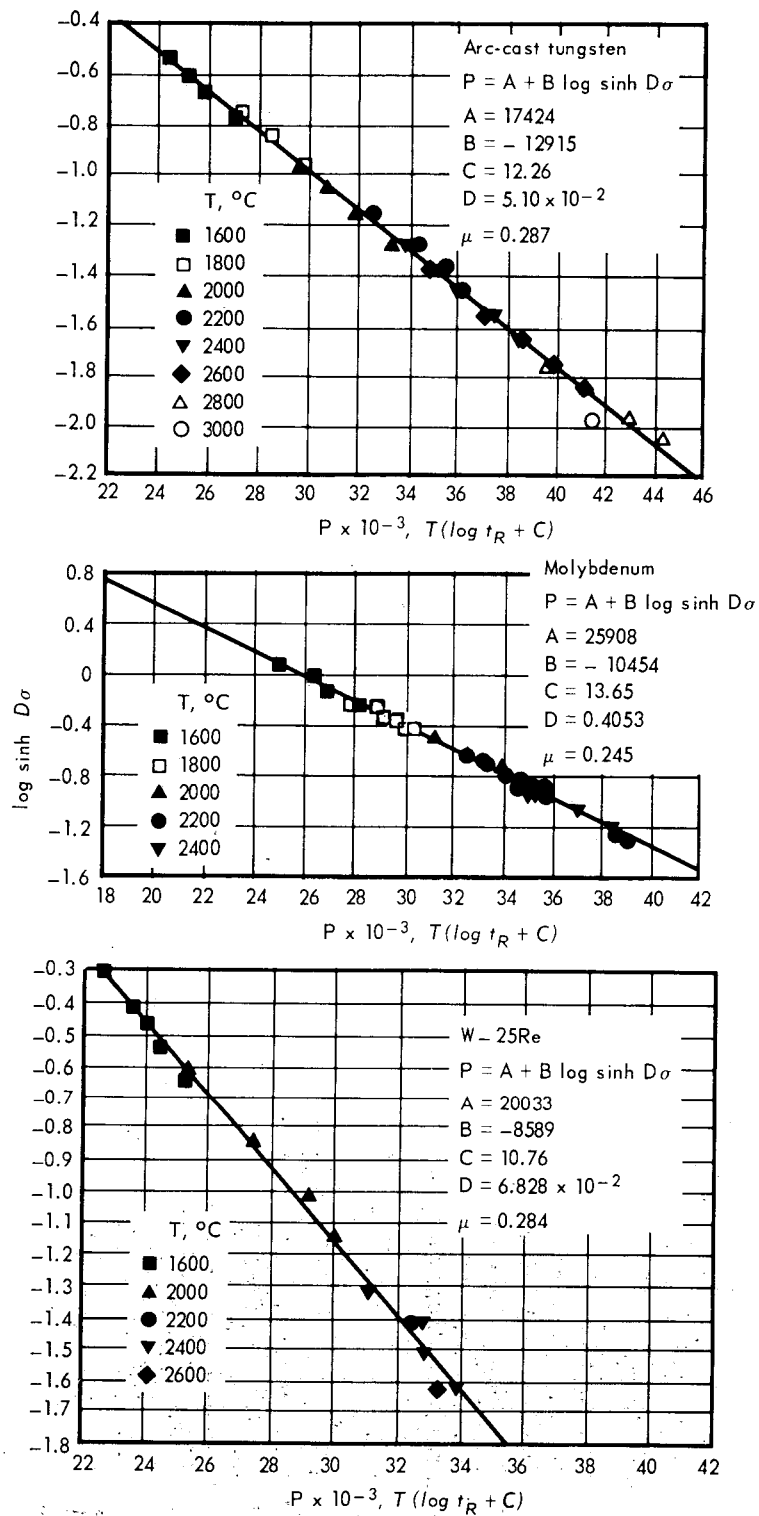 Arc-cast tungsten
P = A + B log sinh Dσ
A = 17424
B = − 12915
C = 12.26
D = 5.10 × 10−2
μ = 0.287
−0.4
−0.6
−0.8
−1.0
−1.2
−1.4
−1.6
−1.8
−2.0
−2.2
T, °C
1600
1800
2000
2200
2400
2600
2800
3000
22 24 26 28 30 32 34 36 38 40 42 44 46
P × 10−3, T(log tR + C)
Molybdenum
P = A + B log sinh Dσ
A = 25908
B = − 10454
C = 13.65
D = 0.4053
μ = 0.245
log sinh Dσ
0.8
0.4
0
−0.4
−0.8
−1.2
−1.6
T, °C
1600
1800
2000
2200
2400
18 20 22 24 26 28 30 32 34 36 38 40 42
P × 10−3, T(log tR + C)
W−25Re
P = A + B log sinh Dσ
A = 20033
B = −8589
C = 10.76
D = 6.828 × 10−2
μ = 0.284
−0.3
−0.4
−0.5
−0.6
−0.7
−0.8
−0.9
−1.0
−1.1
−1.2
−1.3
−1.4
−1.5
−1.6
−1.7
−1.8
T, °C
1600
2000
2200
2400
2600
22 24 26 28 30 32 34 36 38 40 42
P × 10−3, T(log tR + C)